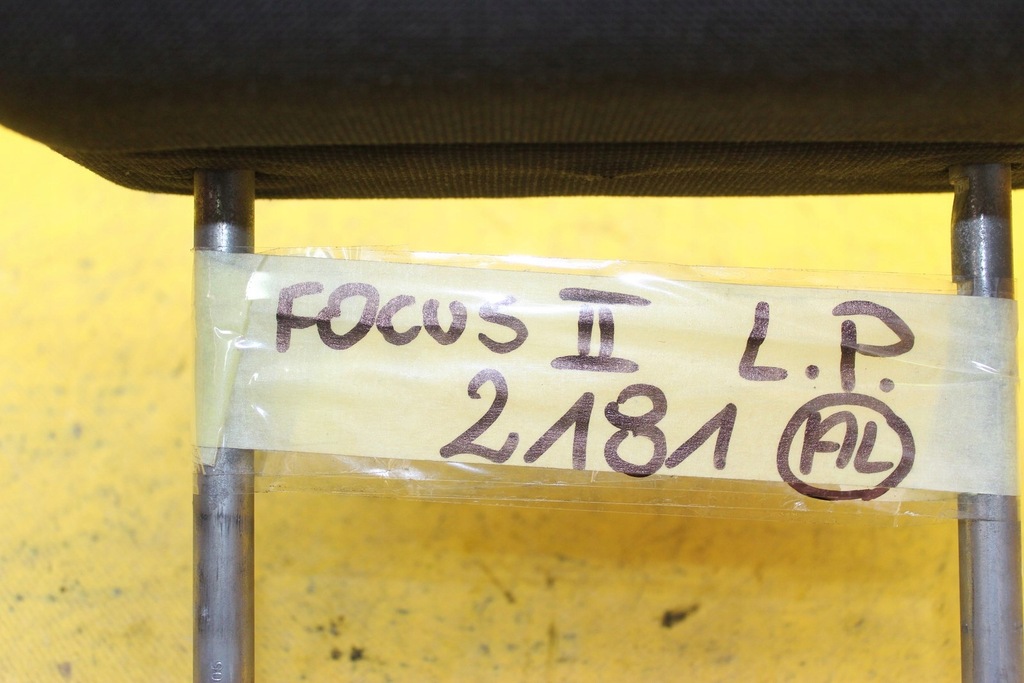 FOCUS II L.P.
2181 AL